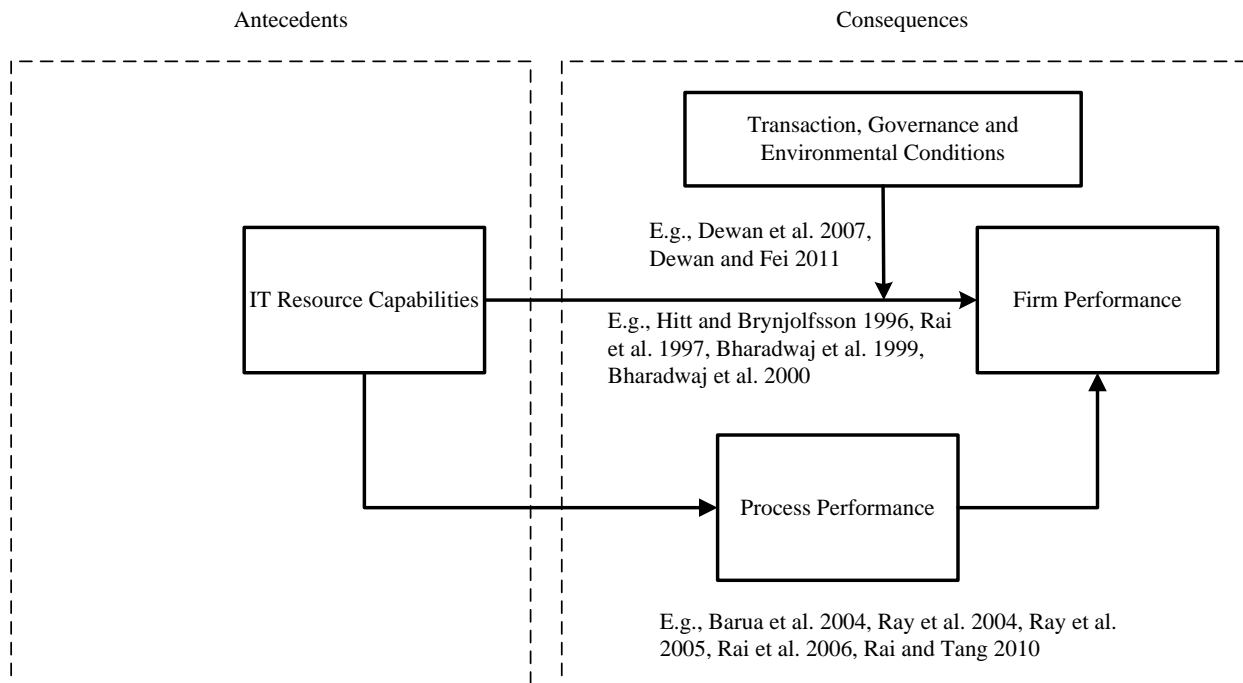 Antecedents
Consequences
Transaction, Governance and
Environmental Conditions
E.g., Dewan et al. 2007,
Dewan and Fei 2011
IT Resource Capabilities
Firm Performance
E.g., Hitt and Brynjolfsson 1996, Rai
et al. 1997, Bharadwaj et al. 1999,
Bharadwaj et al. 2000
Process Performance
E.g., Barua et al. 2004, Ray et al. 2004, Ray et al.
2005, Rai et al. 2006, Rai and Tang 2010